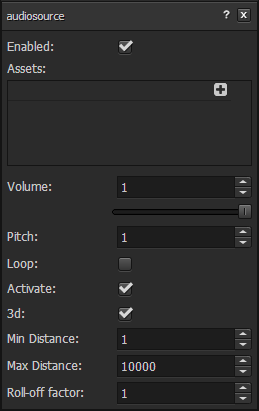 audiosource ? x
Enabled:
Assets:
Volume: 1
Pitch: 1
Loop:
Activate:
3d:
Min Distance: 1
Max Distance: 10000
Roll-off factor: 1